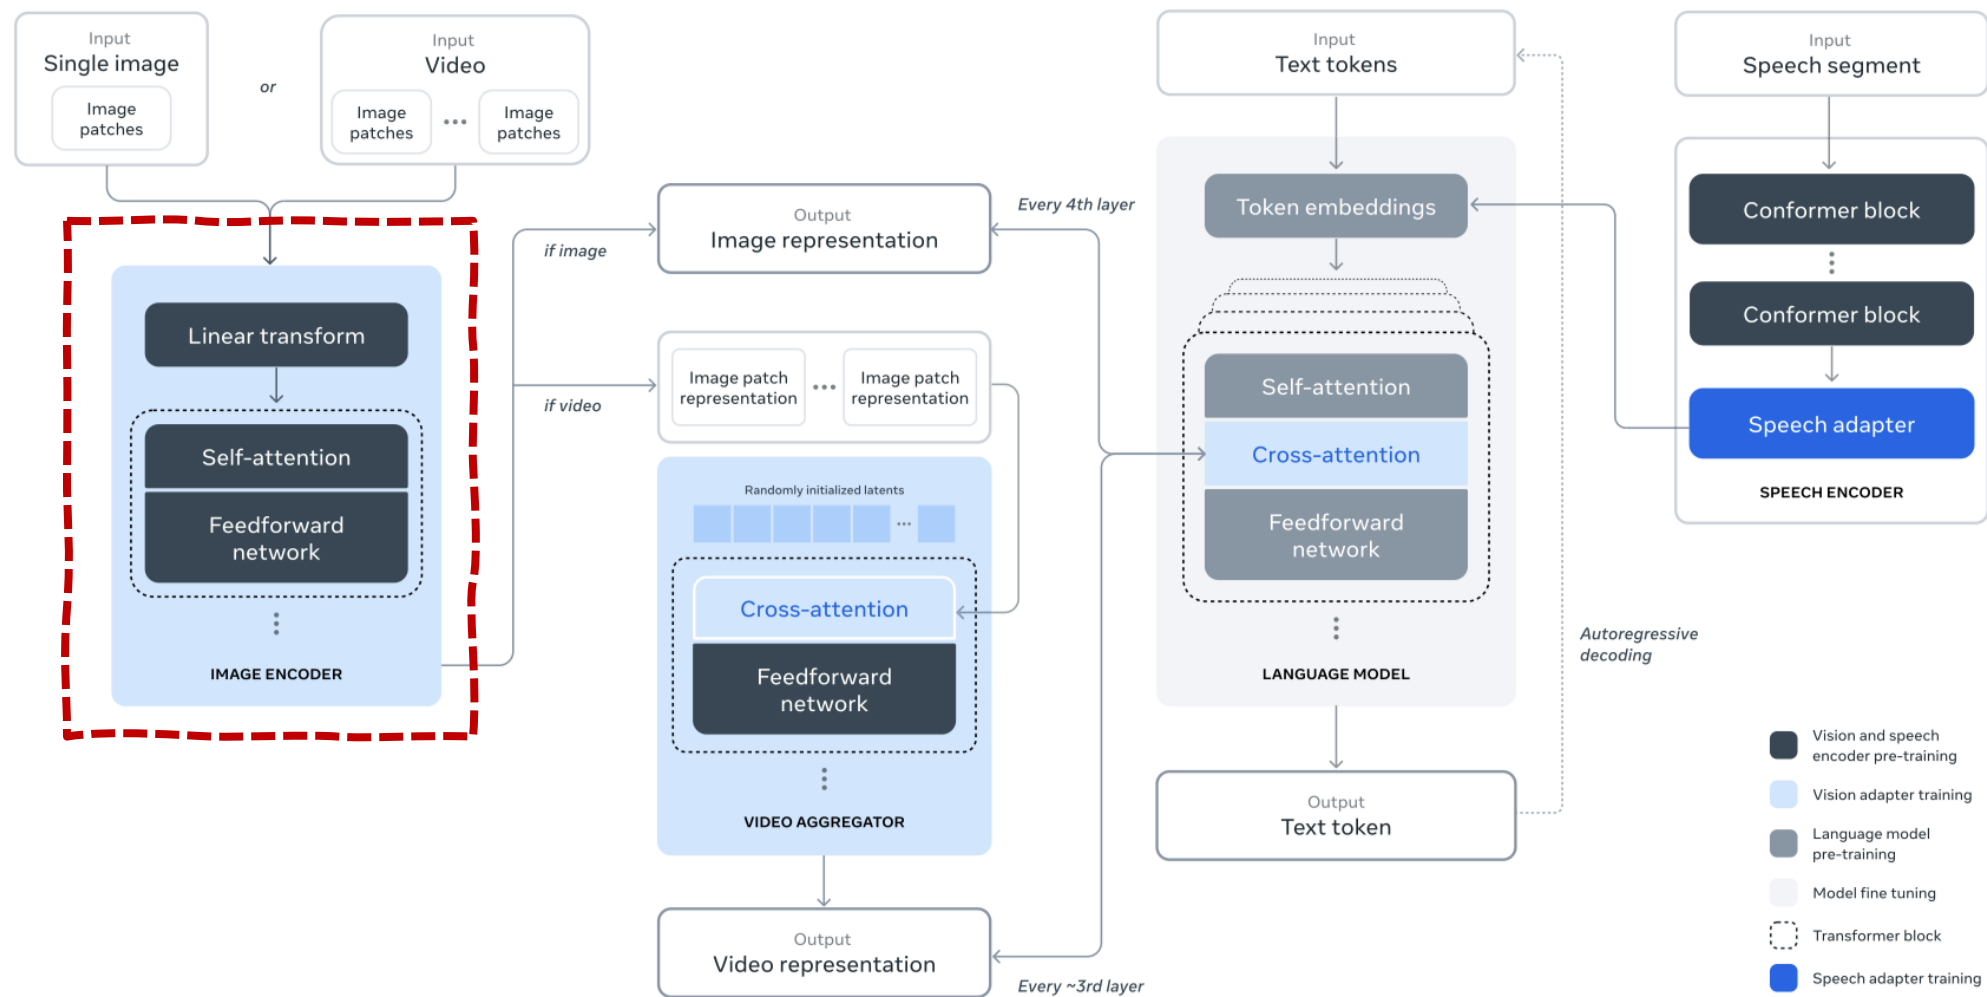 Input
Single image
Image
patches
or
Input
Video
Image
patches
...
Image
patches
Linear transform
Self-attention
Feedforward
network
IMAGE ENCODER
if image
if video
Output
Image representation
Image patch
representation
...
Image patch
representation
Randomly initialized latents
...
Cross-attention
Feedforward
network
VIDEO AGGREGATOR
Output
Video representation
Every 4th layer
Every ~3rd layer
Input
Text tokens
Token embeddings
Self-attention
Cross-attention
Feedforward
network
LANGUAGE MODEL
Output
Text token
Autoregressive
decoding
Input
Speech segment
Conformer block
Conformer block
Speech adapter
SPEECH ENCODER
Vision and speech
encoder pre-training
Vision adapter training
Language model
pre-training
Model fine tuning
Transformer block
Speech adapter training